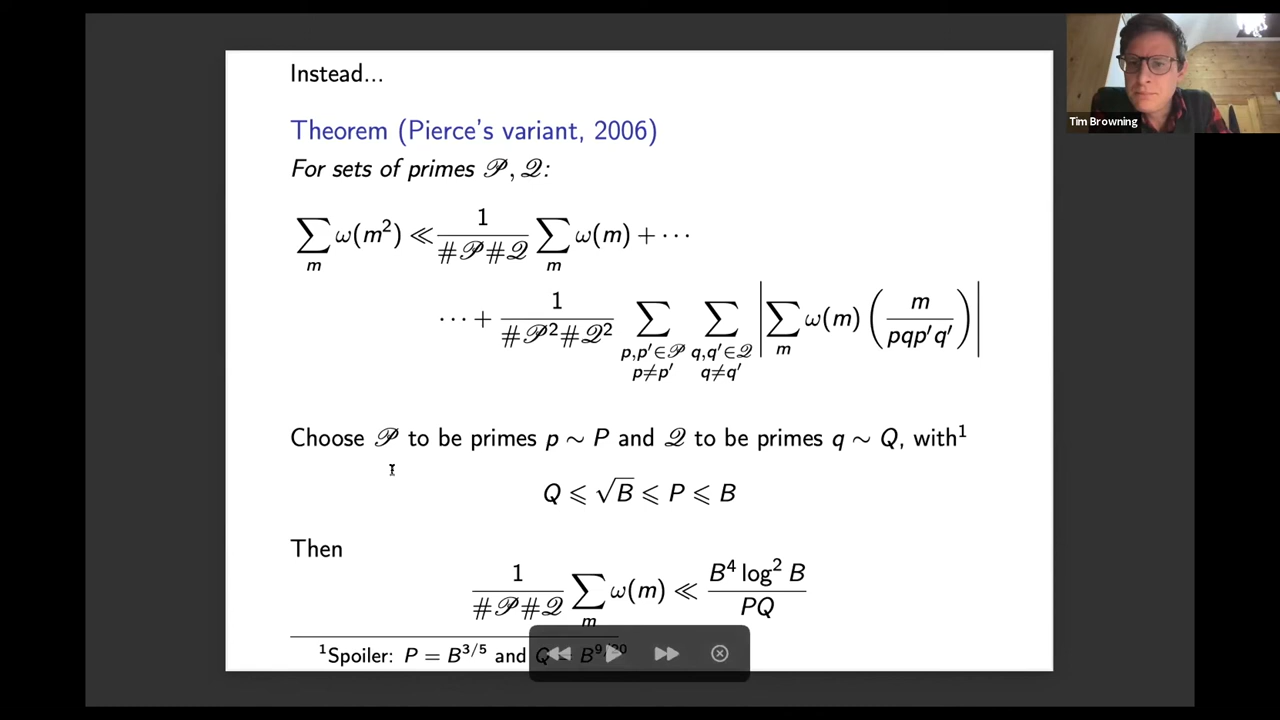 Instead...
Tim Browning
Theorem (Pierce's variant, 2006)
For sets of primes 𝒫, 𝒬:
∑_m ω(m²) ≪ 1/(#𝒫#𝒬) ∑_m ω(m) + ⋯
⋯ + 1/(#𝒫²#𝒬²) ∑_{p,p′∈𝒫, p≠p′} ∑_{q,q′∈𝒬, q≠q′} |∑_m ω(m) (m/(pqp′q′))|
Choose 𝒫 to be primes p ∼ P and 𝒬 to be primes q ∼ Q, with¹
Q ⩽ √B ⩽ P ⩽ B
Then
1/(#𝒫#𝒬) ∑_m ω(m) ≪ (B⁴ log² B)/(PQ)
¹Spoiler: P = B^{3/5} and Q = B^{9/20}